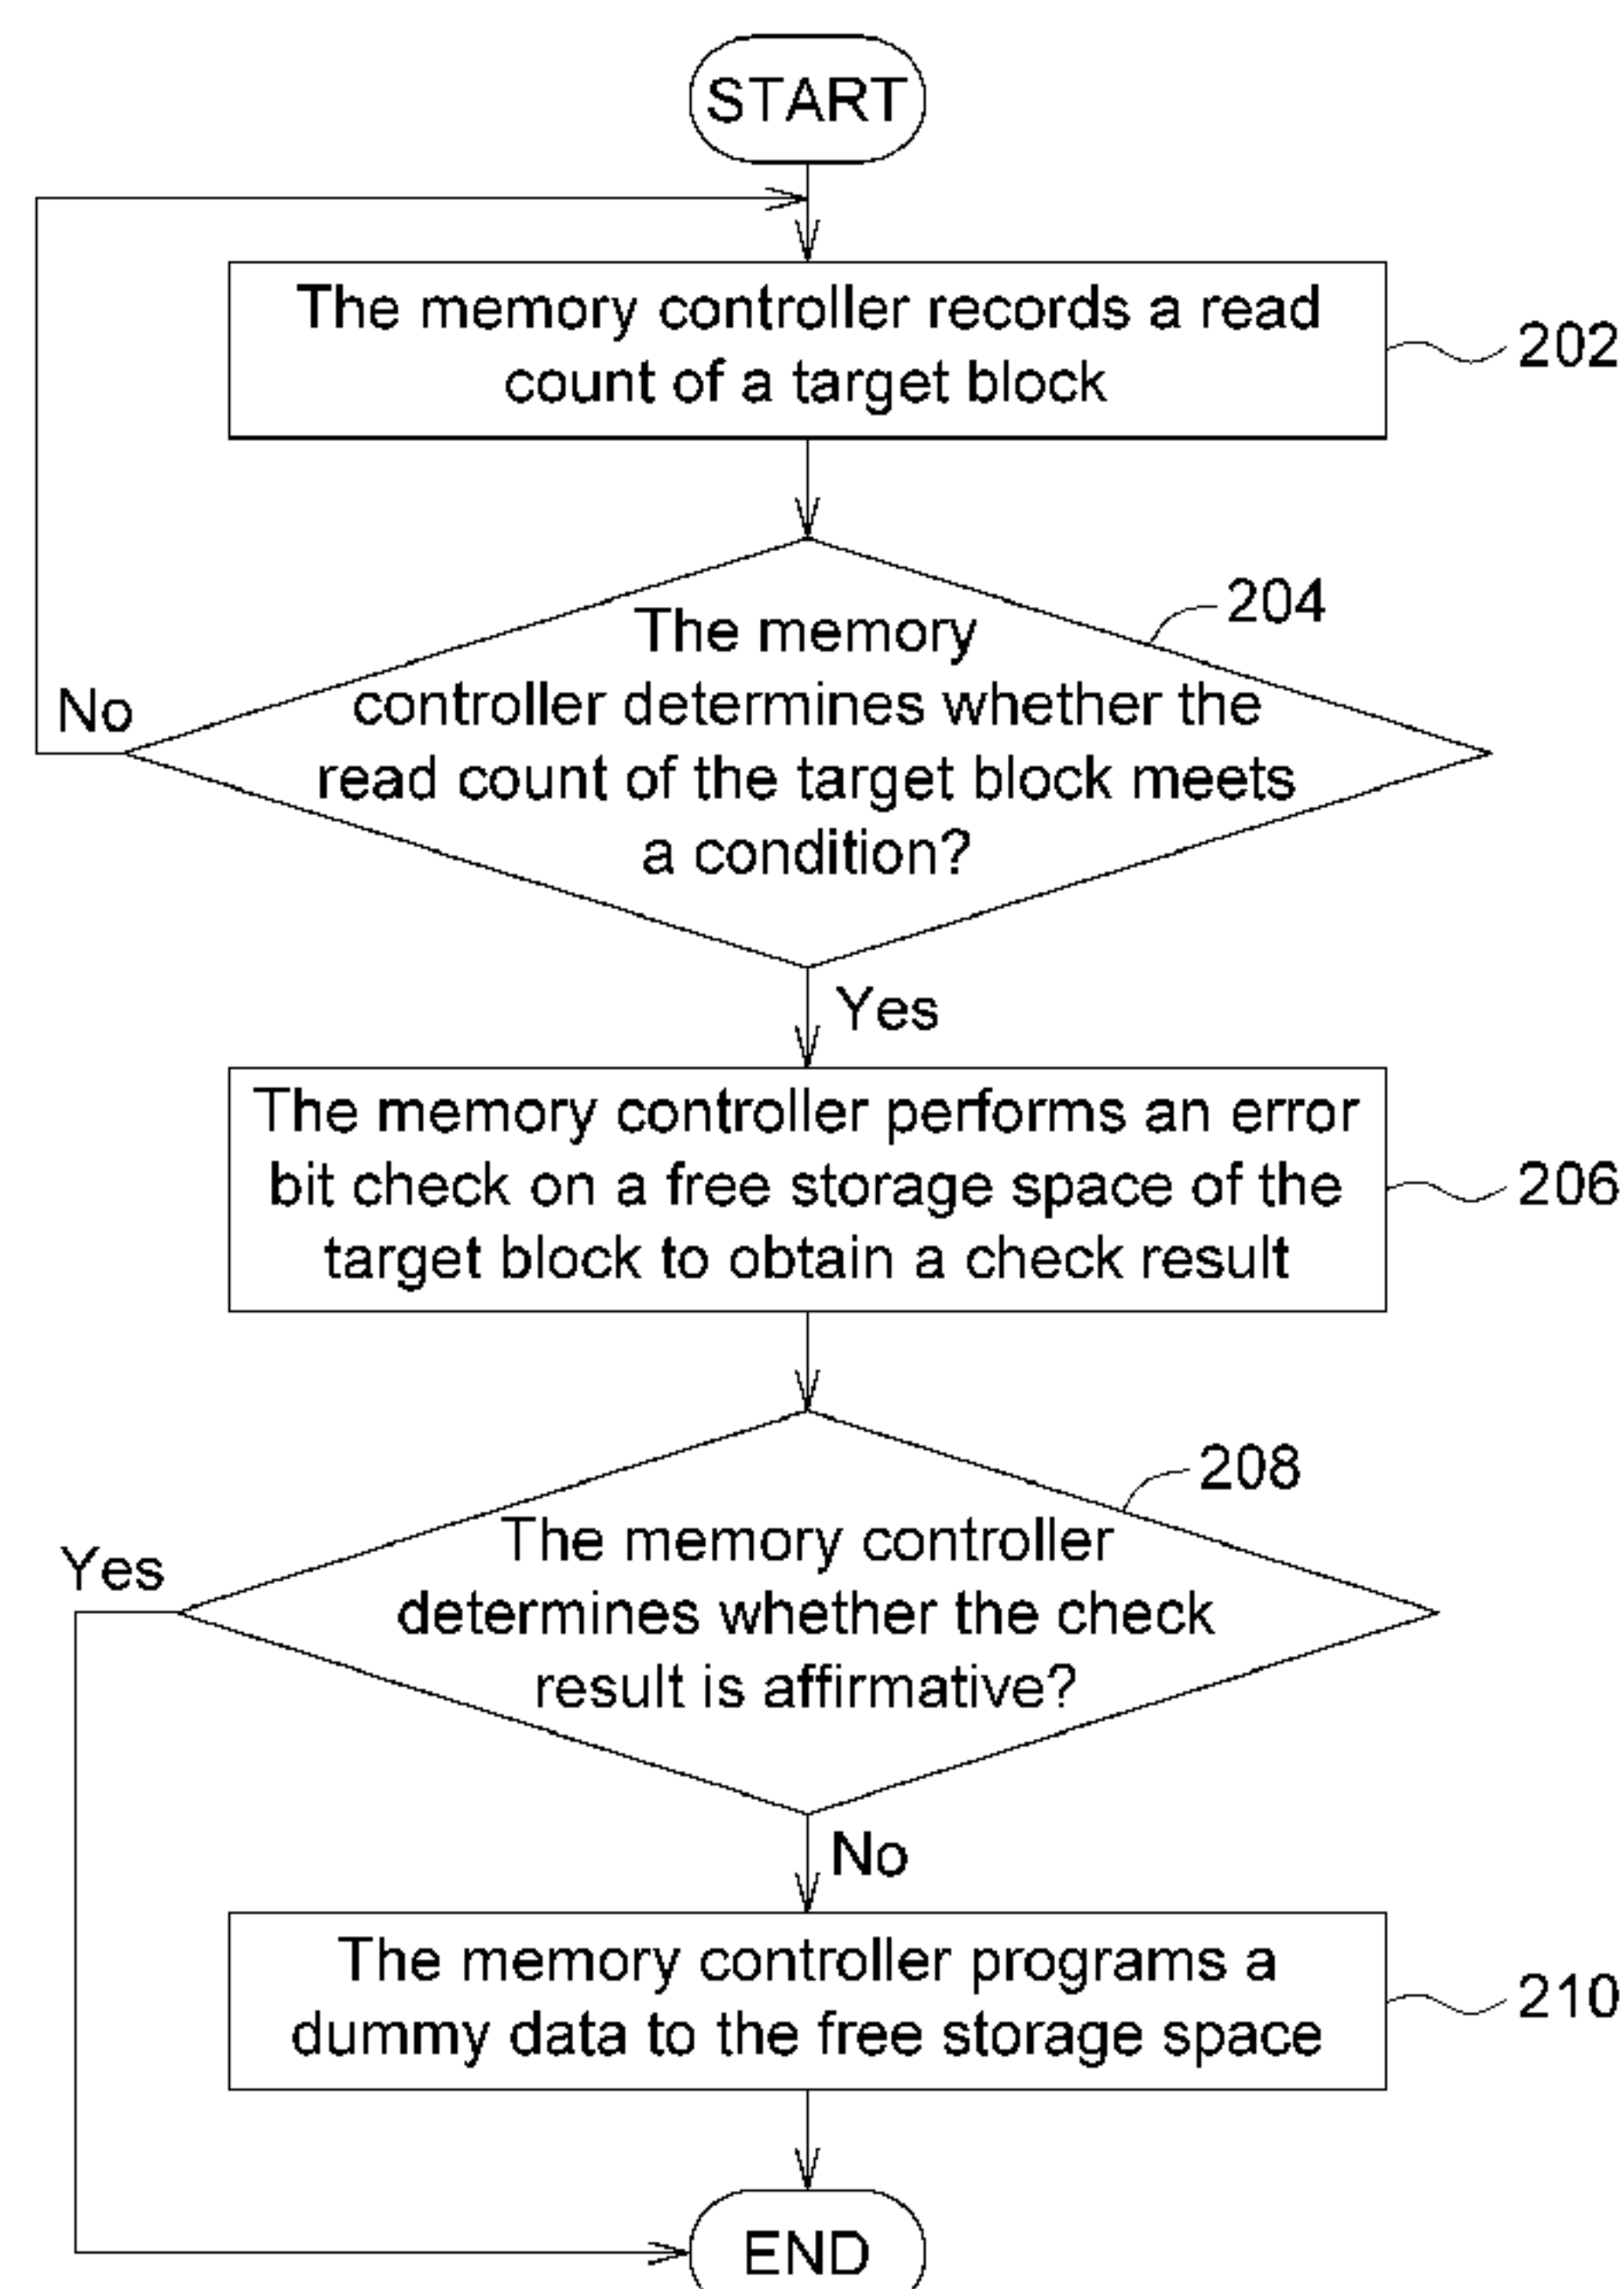 START
The memory controller records a read
count of a target block
202
204
The memory
controller determines whether the
read count of the target block meets
a condition?
No
Yes
The memory controller performs an error
bit check on a free storage space of the
target block to obtain a check result
206
208
The memory controller
determines whether the check
result is affirmative?
Yes
No
The memory controller programs a
dummy data to the free storage space
210
END